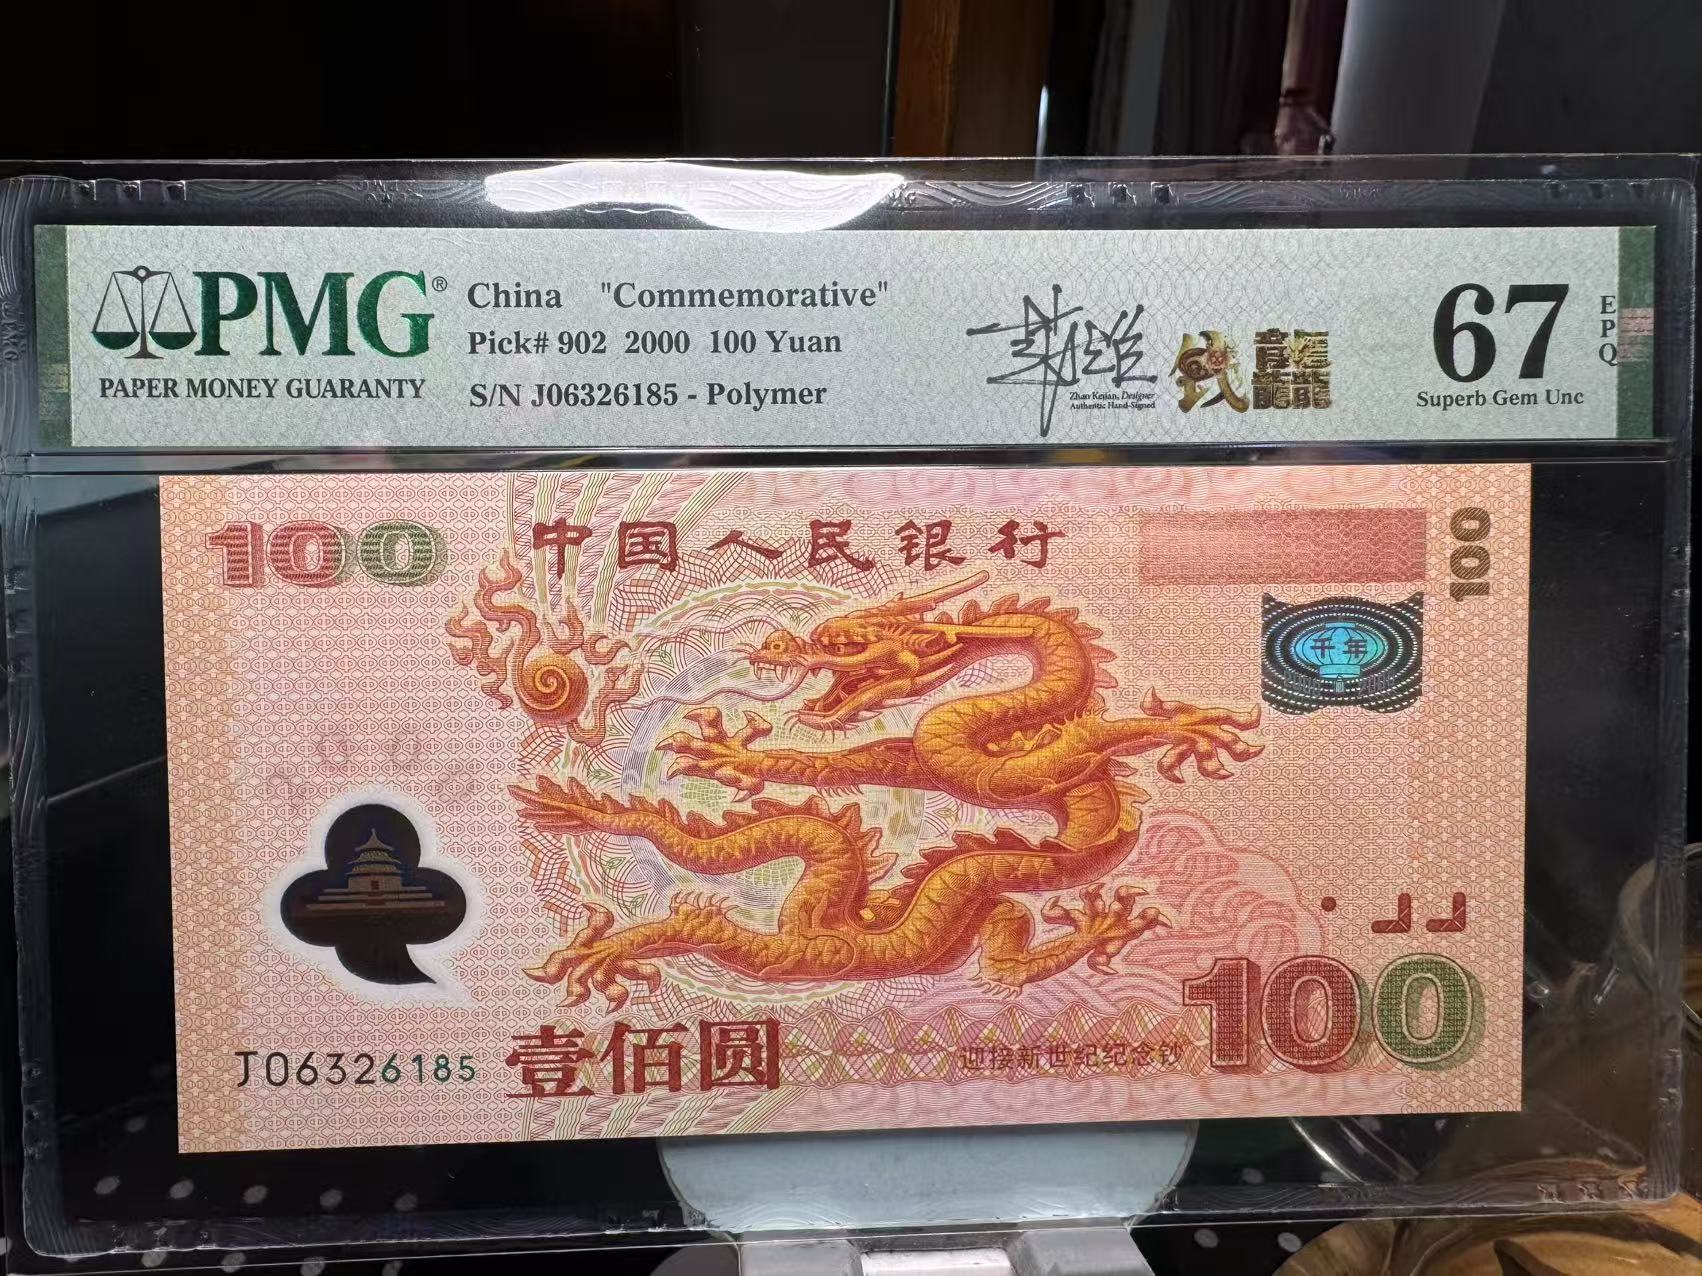 PMG®
PAPER MONEY GUARANTY
China "Commemorative"
Pick# 902 2000 100 Yuan
S/N J06326185 - Polymer
Zhao Kejian, Designer
Authentic Hand-Signed
钱
67
EPQ
Superb Gem Unc
100
中国人民银行
100
千年
J06326185
壹佰圆
迎接新世纪纪念钞
100